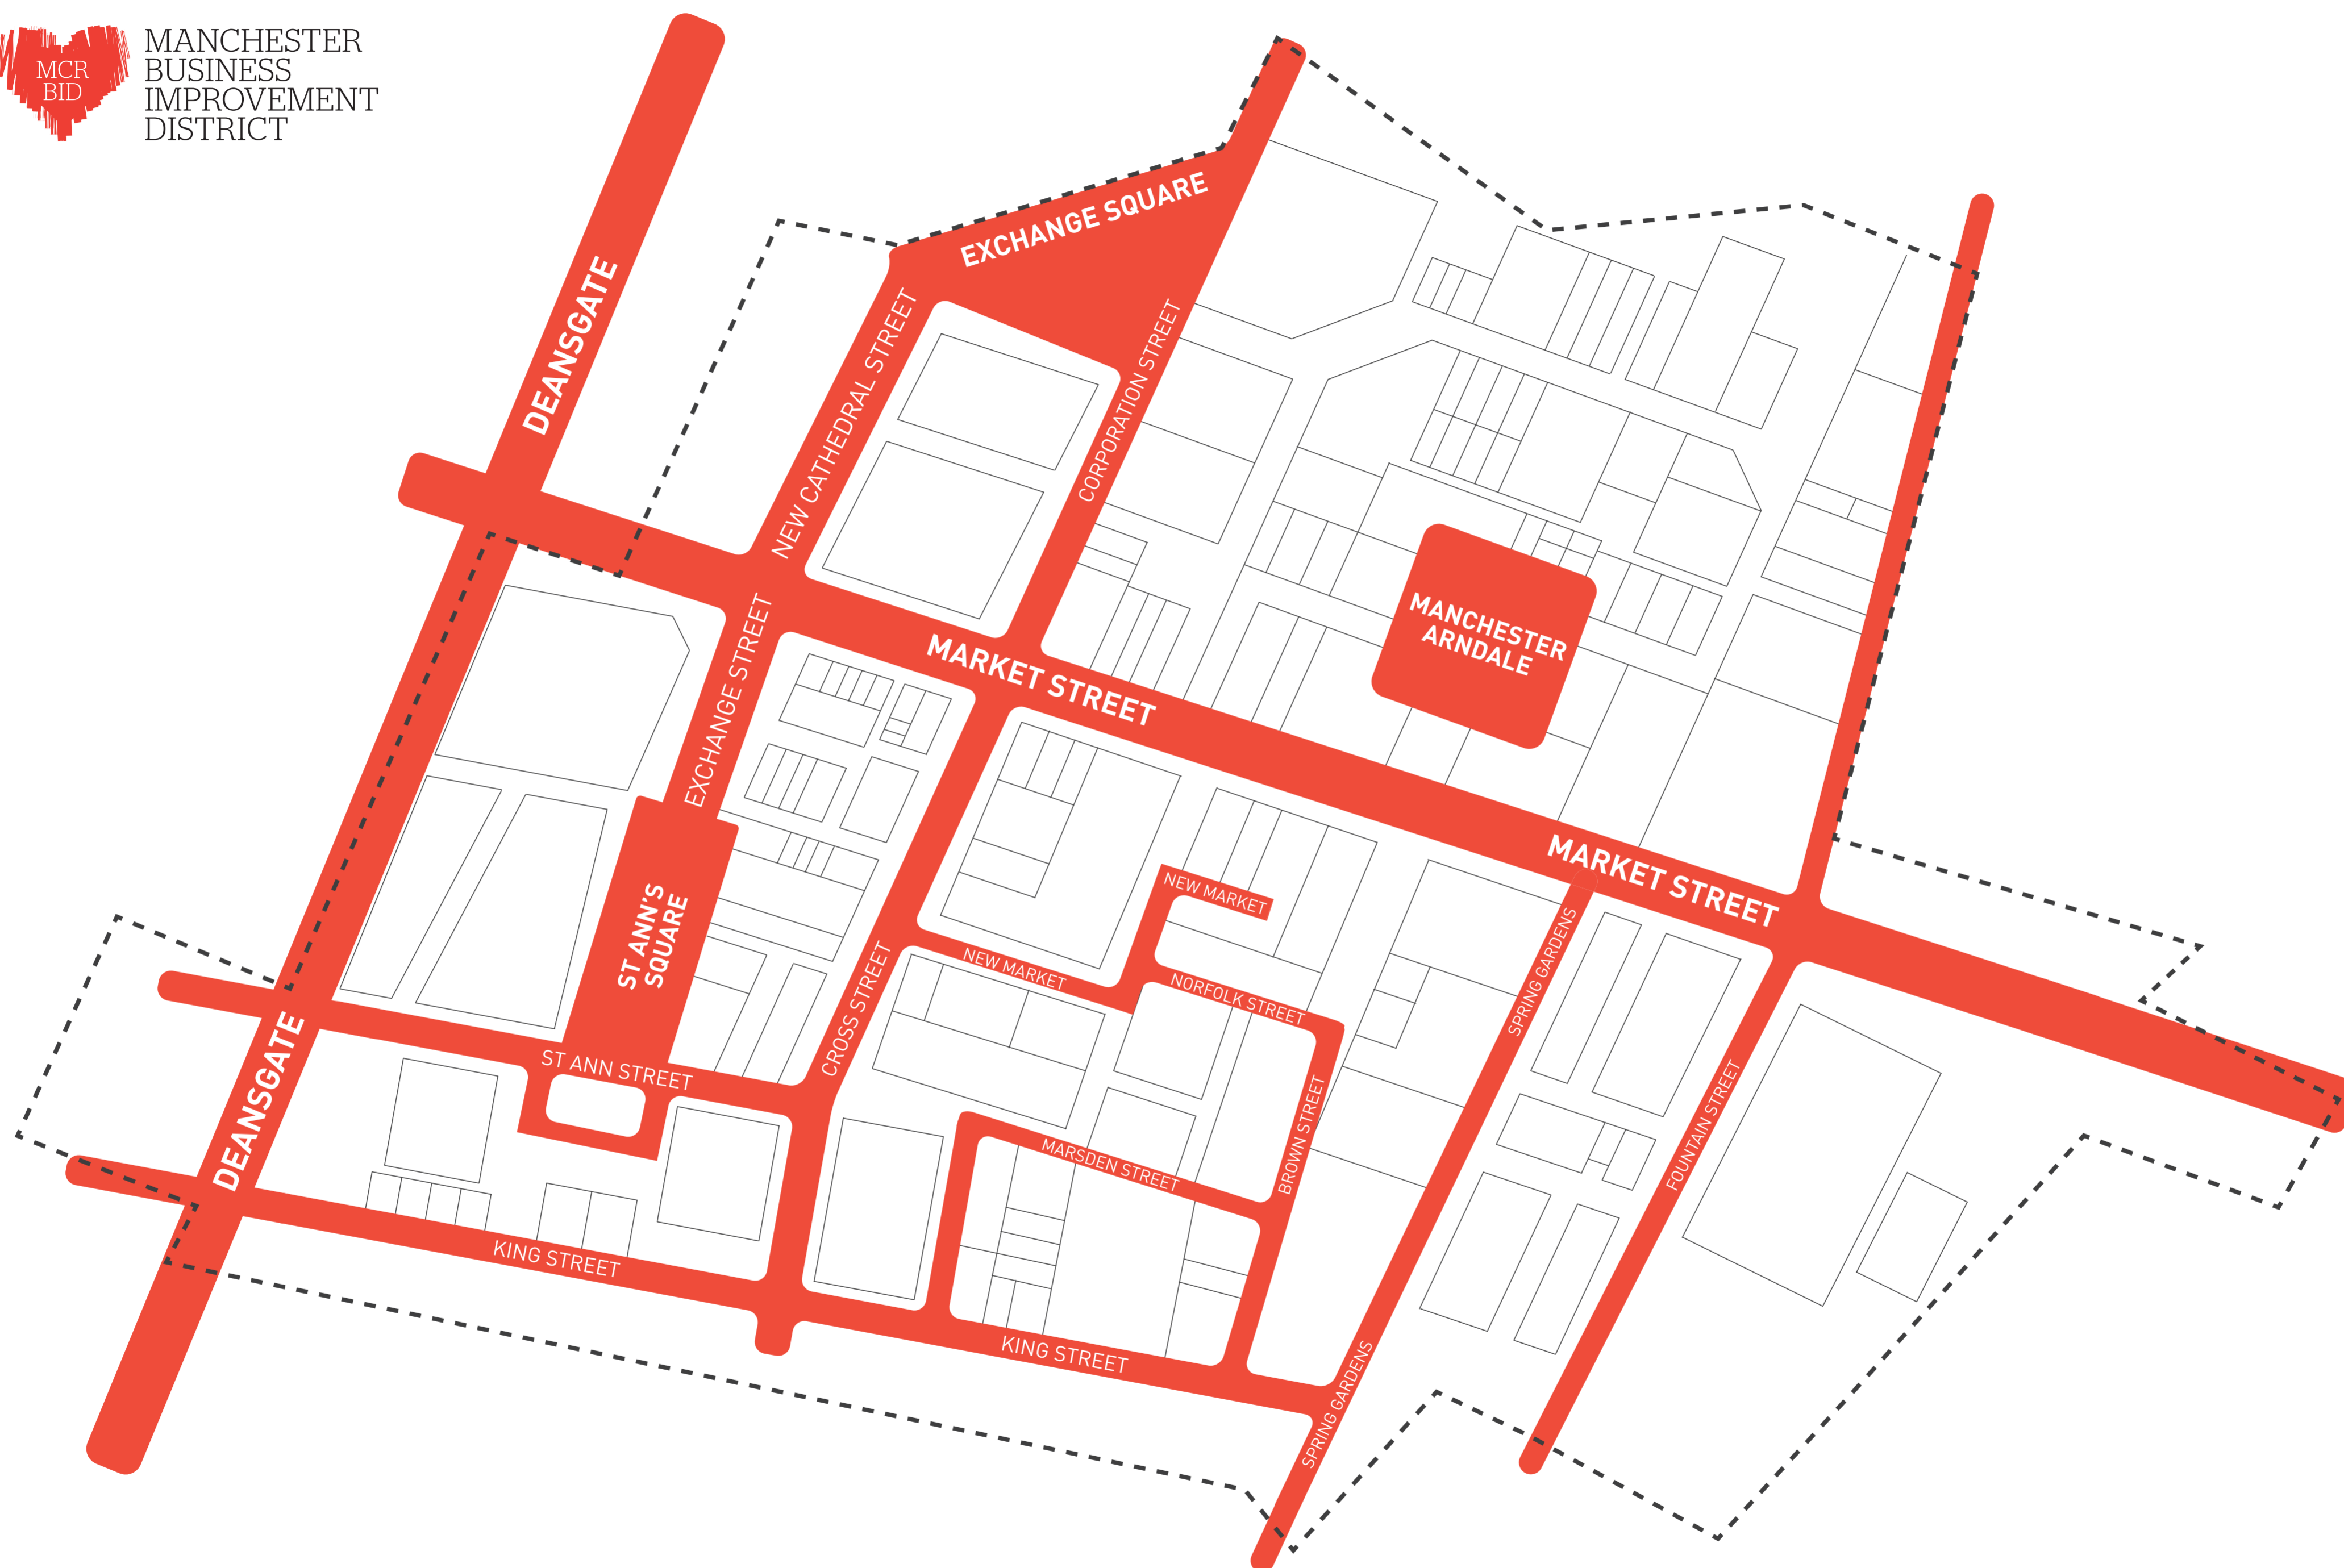 MCR
BID
MANCHESTER
BUSINESS
IMPROVEMENT
DISTRICT
EXCHANGE SQUARE
DEANSGATE
NEW CATHEDRAL STREET
CORPORATION STREET
MANCHESTER
ARNDALE
EXCHANGE STREET
MARKET STREET
MARKET STREET
ST ANN'S
SQUARE
NEW MARKET
NEW MARKET
NORFOLK STREET
SPRING GARDENS
CROSS STREET
ST ANN STREET
DEANSGATE
MARSDEN STREET
BROWN STREET
FOUNTAIN STREET
KING STREET
KING STREET
SPRING GARDENS